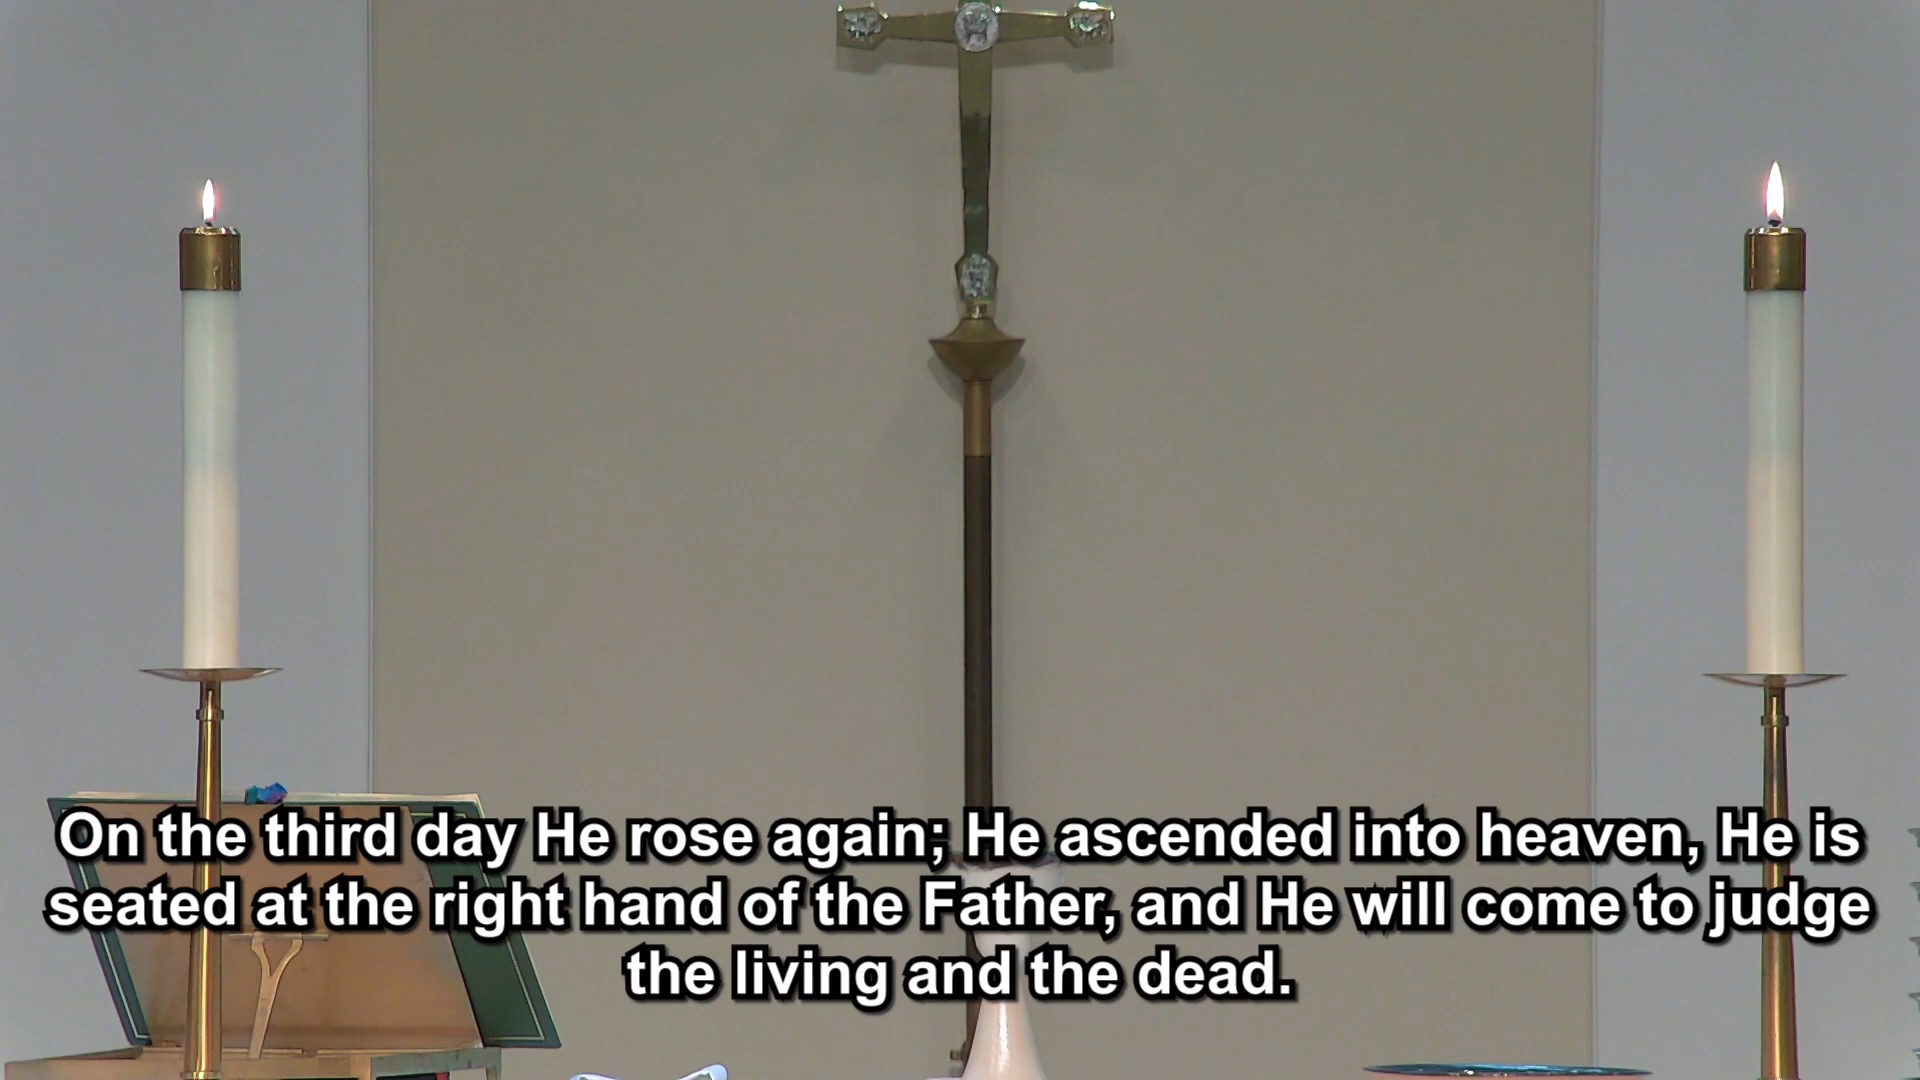 On the third day He rose again; He ascended into heaven, He is
seated at the right hand of the Father, and He will come to judge
the living and the dead.